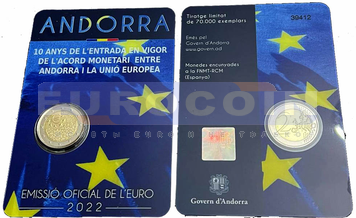 ANDORRA
10 ANYS DE L'ENTRADA EN VIGOR
DE L'ACORD MONETARI ENTRE
ANDORRA I LA UNIÓ EUROPEA
EMISSIÓ OFICIAL DE L'EURO
2022
Tiratge limitat
de 70.000 exemplars
39412
Emès pel
Govern d'Andorra
www.govern.ad
Monedes encunyades
a la FNMT-RCM
(Espanya)
Govern d'Andorra
EUROCOIN